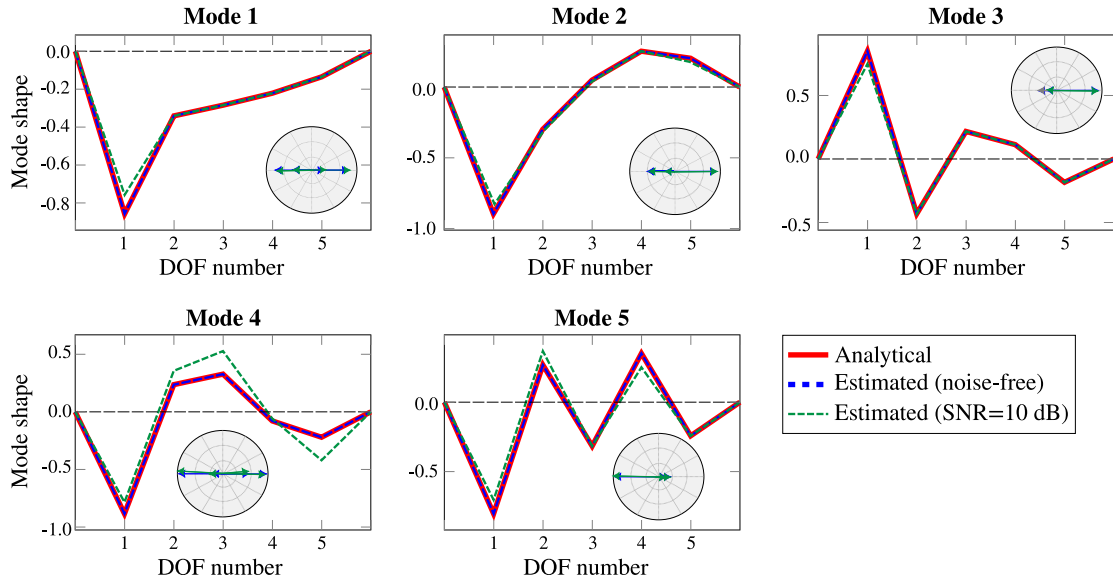 Mode 1
Mode 2
Mode 3
Mode shape
0.0
-0.2
-0.4
-0.6
-0.8
1 2 3 4 5
DOF number
0.0
-0.5
-1.0
1 2 3 4 5
DOF number
0.5
0.0
-0.5
1 2 3 4 5
DOF number
Mode 4
Mode 5
Mode shape
0.5
0.0
-0.5
-1.0
1 2 3 4 5
DOF number
0.0
-0.5
1 2 3 4 5
DOF number
Analytical
Estimated (noise-free)
Estimated (SNR=10 dB)